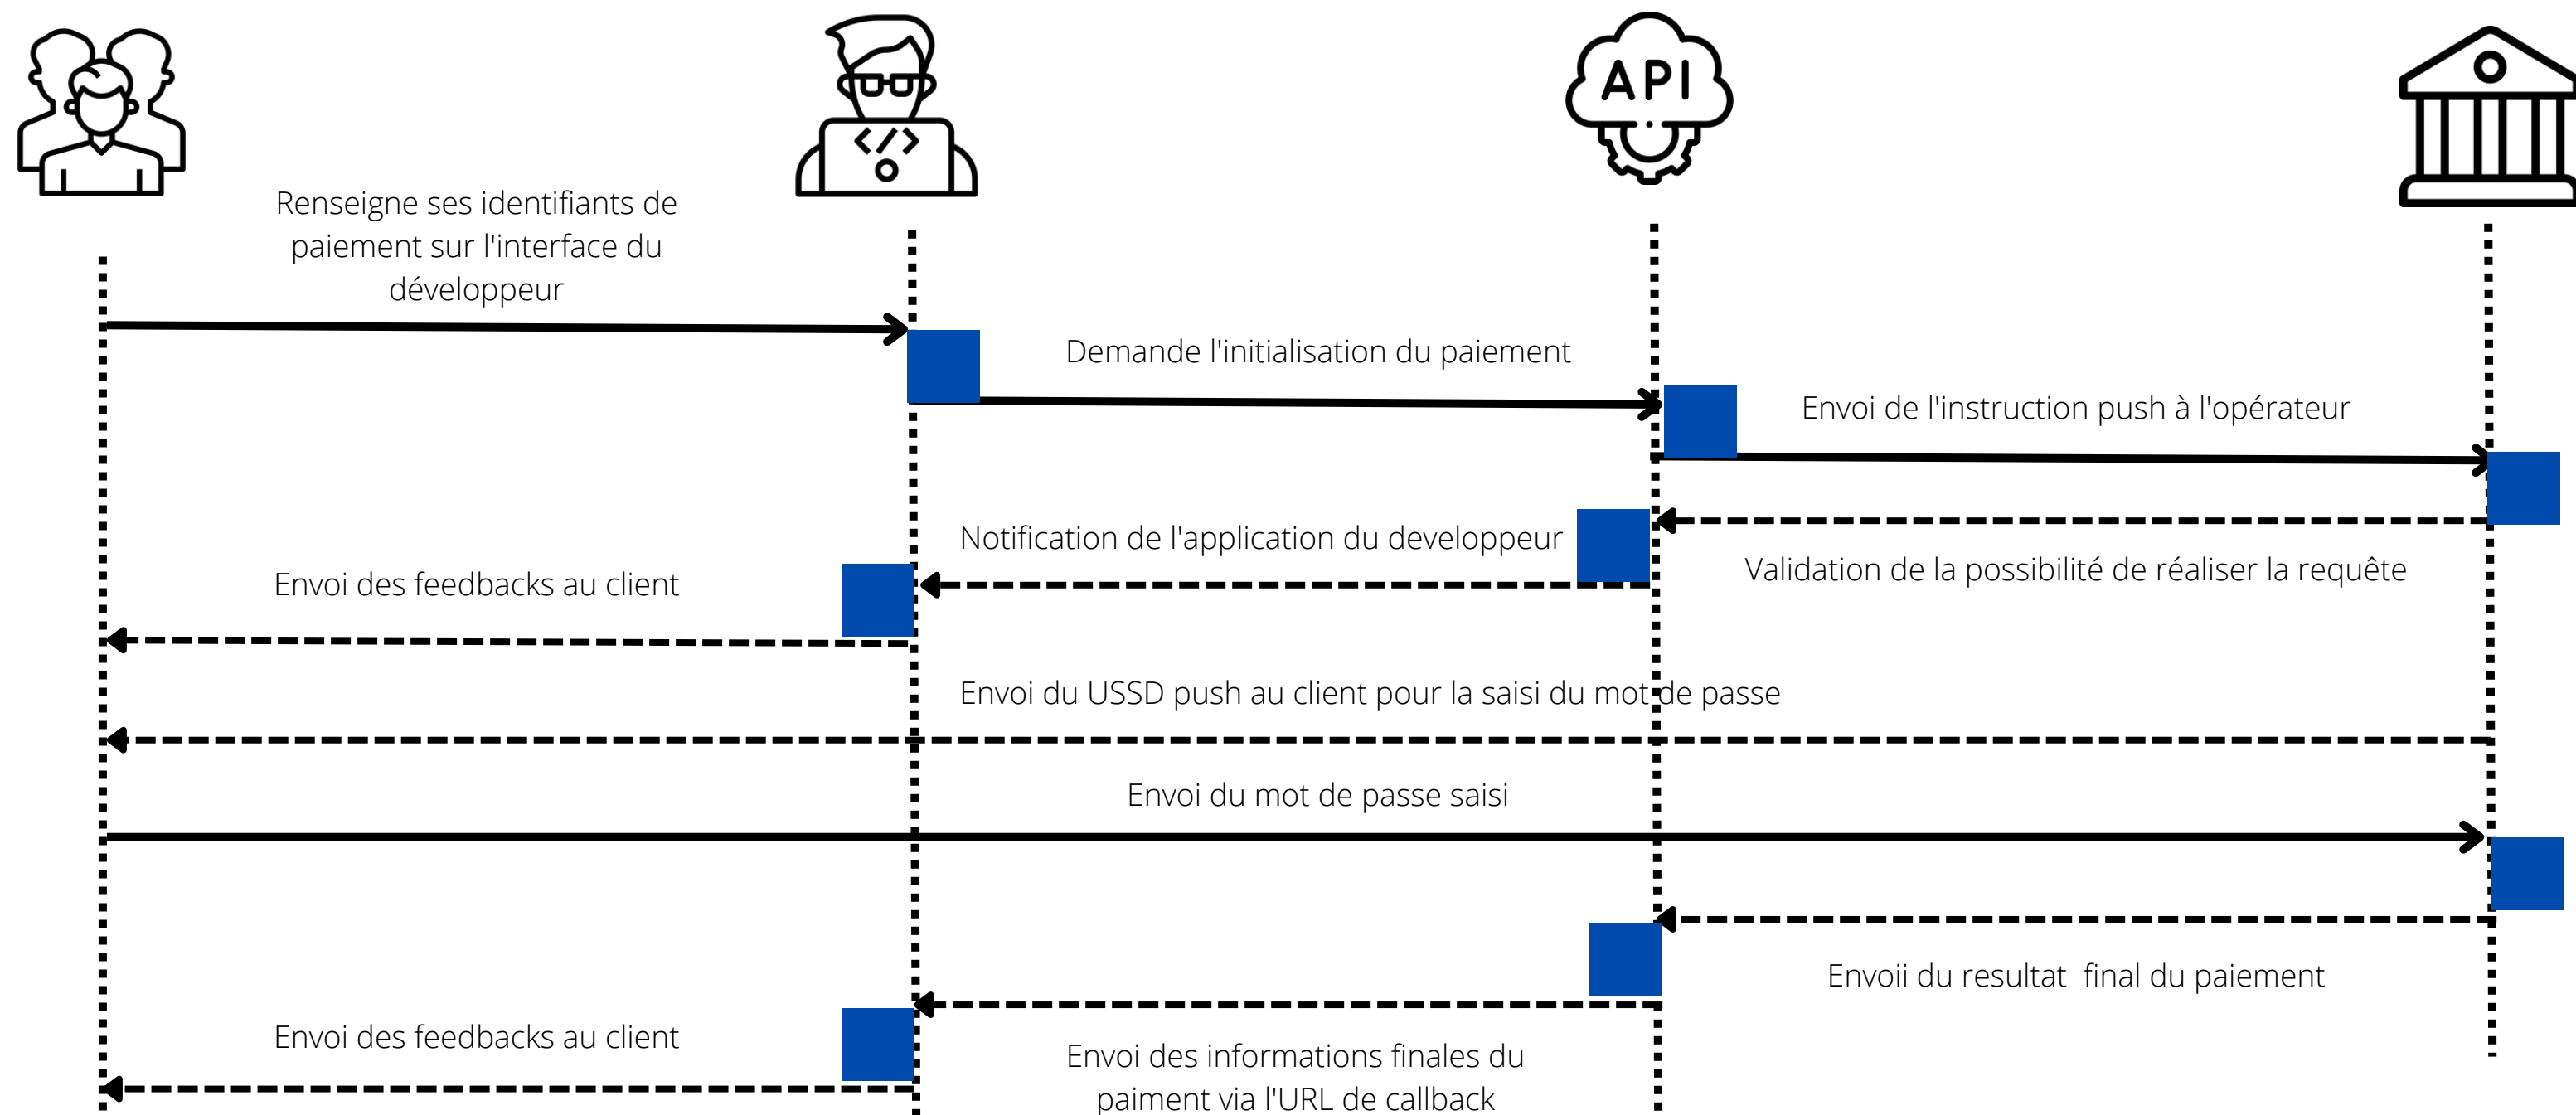 API
Renseigne ses identifiants de
paiement sur l'interface du
développeur
Demande l'initialisation du paiement
Envoi de l'instruction push à l'opérateur
Notification de l'application du developpeur
Validation de la possibilité de réaliser la requête
Envoi des feedbacks au client
Envoi du USSD push au client pour la saisi du mot de passe
Envoi du mot de passe saisi
Envoii du resultat final du paiement
Envoi des feedbacks au client
Envoi des informations finales du
paiment via l'URL de callback